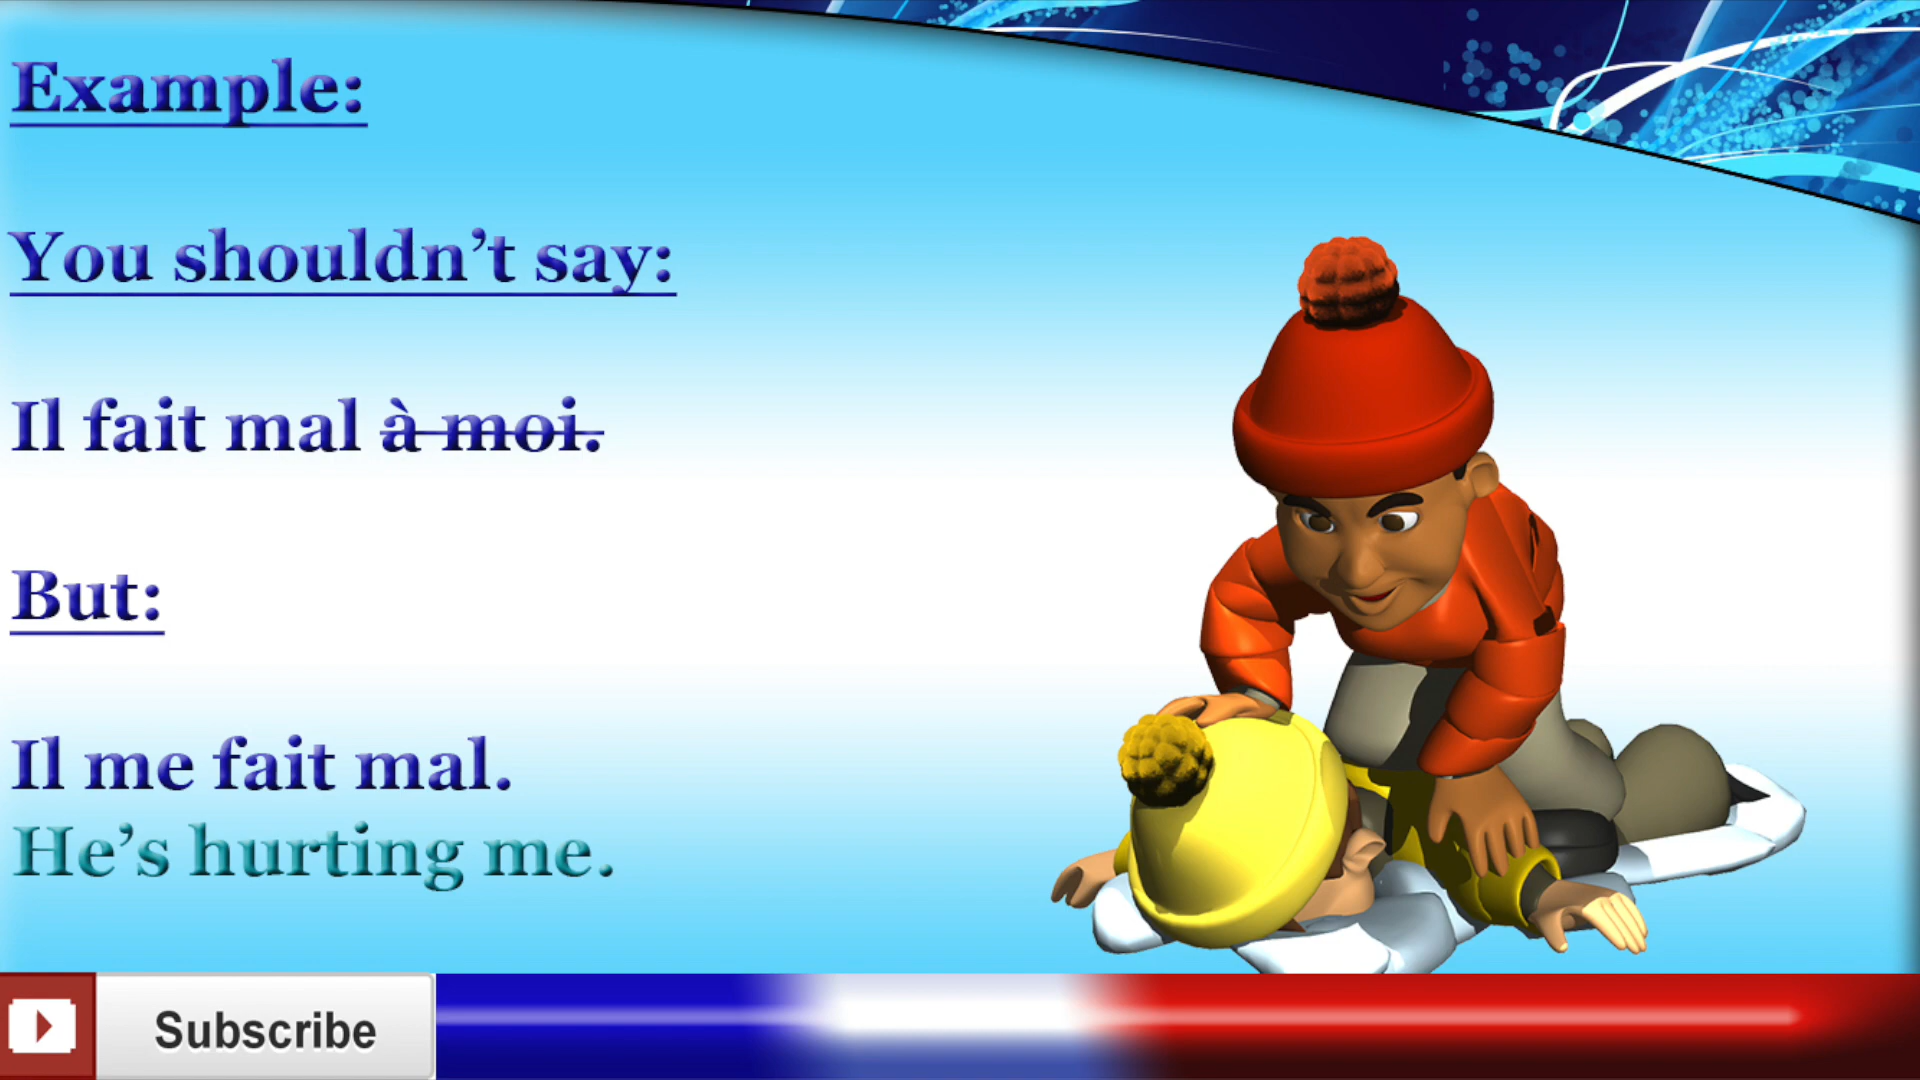 Example:
You shouldn’t say:
Il fait mal à moi.
But:
Il me fait mal.
He’s hurting me.
Subscribe